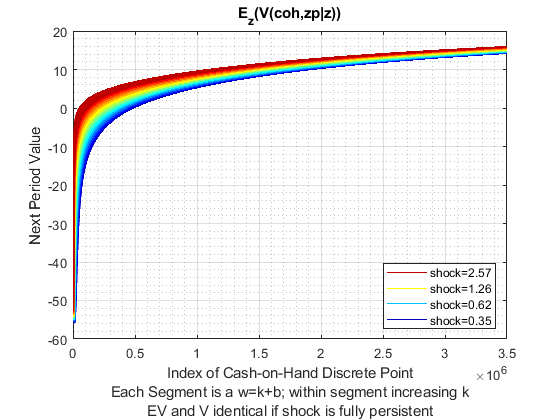 E_z(V(coh,zp|z))
20
10
0
-10
-20
-30
-40
-50
-60
Next Period Value
shock=2.57
shock=1.26
shock=0.62
shock=0.35
0 0.5 1 1.5 2 2.5 3 3.5
×10^6
Index of Cash-on-Hand Discrete Point
Each Segment is a w=k+b; within segment increasing k
EV and V identical if shock is fully persistent